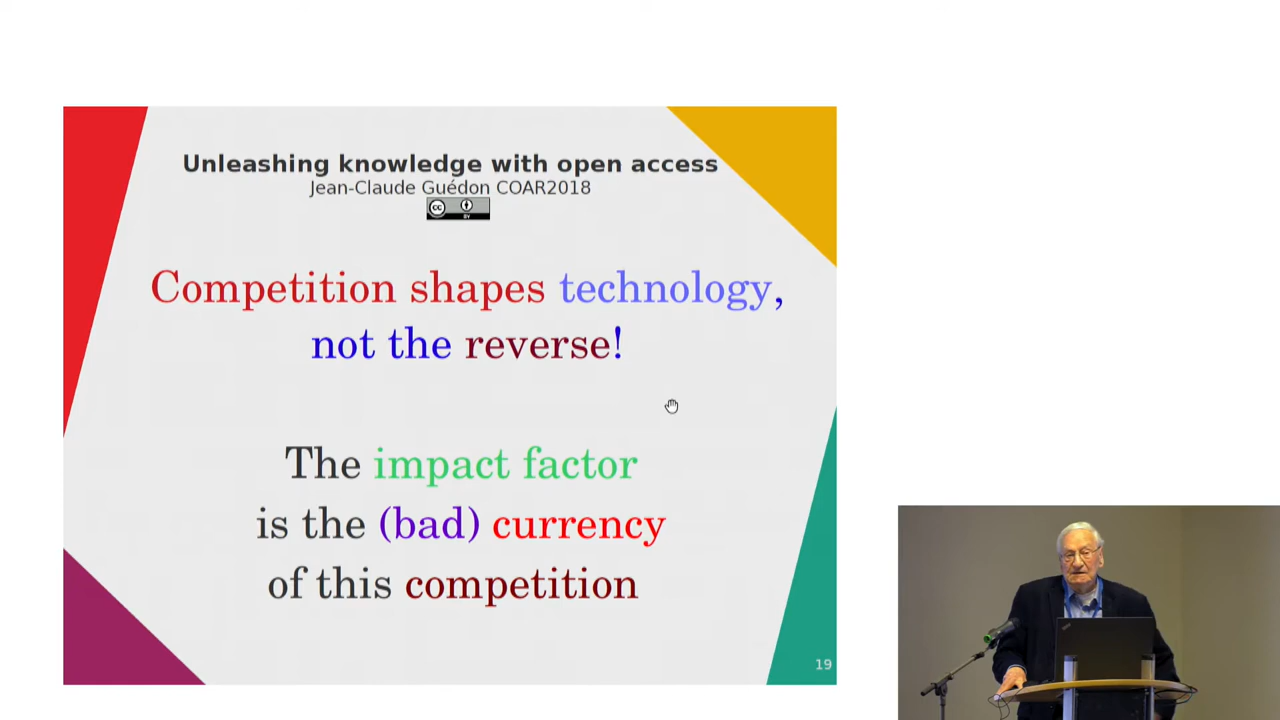 Unleashing knowledge with open access
Jean-Claude Guédon COAR2018
cc
BY
Competition shapes technology,
not the reverse!
The impact factor
is the (bad) currency
of this competition
19